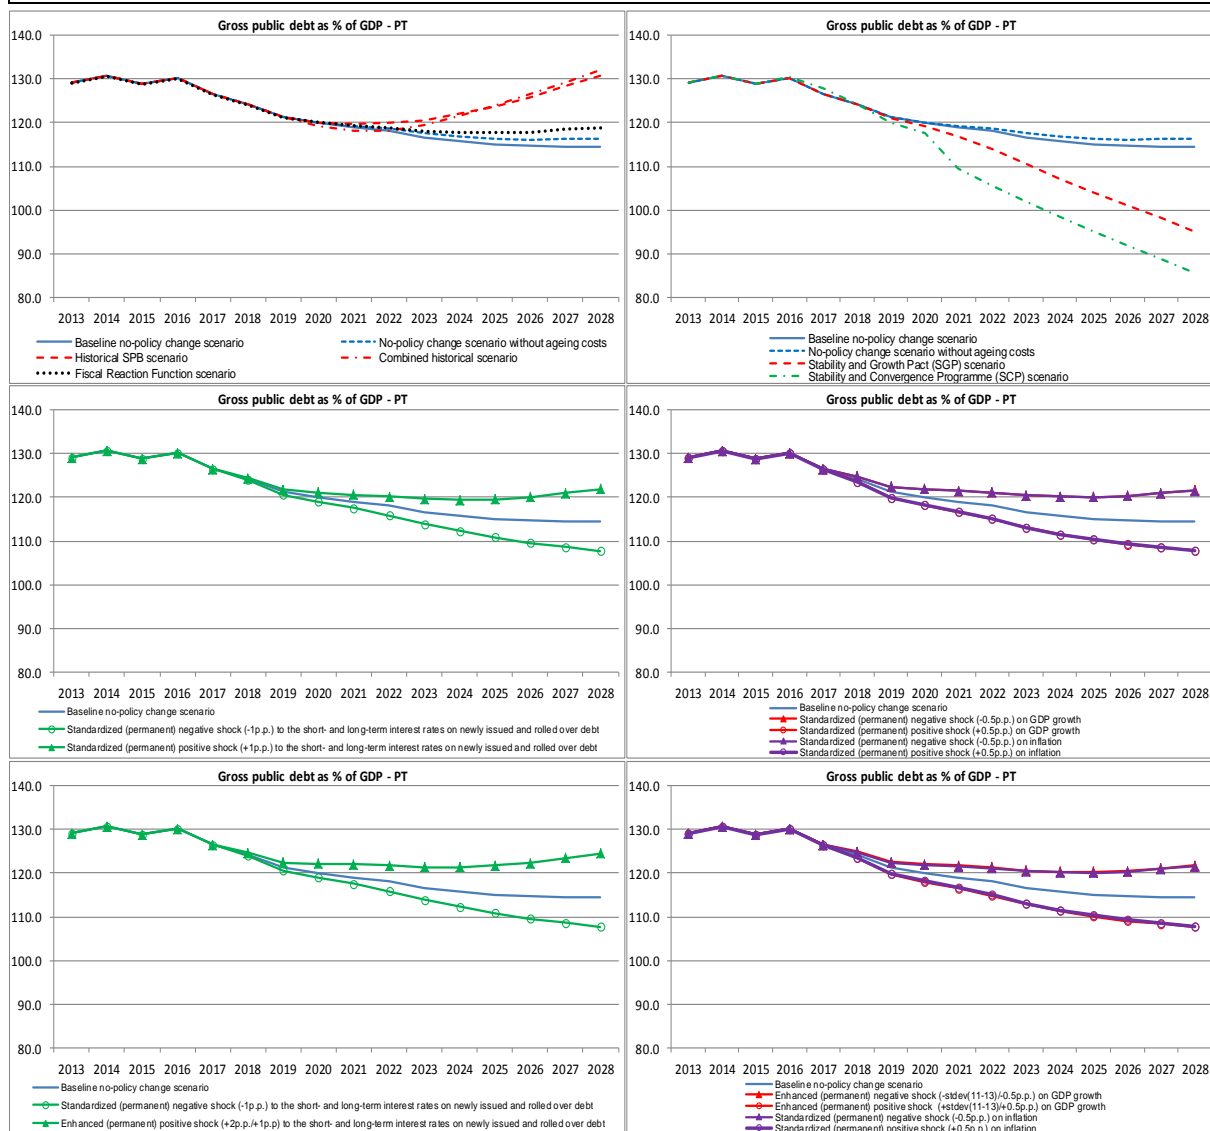 Gross public debt as % of GDP - PT
140.0
130.0
120.0
110.0
100.0
90.0
80.0
2013 2014 2015 2016 2017 2018 2019 2020 2021 2022 2023 2024 2025 2026 2027 2028
Baseline no-policy change scenario
No-policy change scenario without ageing costs
Historical SPB scenario
Combined historical scenario
Fiscal Reaction Function scenario
Gross public debt as % of GDP - PT
140.0
130.0
120.0
110.0
100.0
90.0
80.0
2013 2014 2015 2016 2017 2018 2019 2020 2021 2022 2023 2024 2025 2026 2027 2028
Baseline no-policy change scenario
No-policy change scenario without ageing costs
Stability and Growth Pact (SGP) scenario
Stability and Convergence Programme (SCP) scenario
Gross public debt as % of GDP - PT
140.0
130.0
120.0
110.0
100.0
90.0
80.0
2013 2014 2015 2016 2017 2018 2019 2020 2021 2022 2023 2024 2025 2026 2027 2028
Baseline no-policy change scenario
Standardized (permanent) negative shock (-1p.p.) to the short- and long-term interest rates on newly issued and rolled over debt
Standardized (permanent) positive shock (+1p.p.) to the short- and long-term interest rates on newly issued and rolled over debt
Gross public debt as % of GDP - PT
140.0
130.0
120.0
110.0
100.0
90.0
80.0
2013 2014 2015 2016 2017 2018 2019 2020 2021 2022 2023 2024 2025 2026 2027 2028
Baseline no-policy change scenario
Standardized (permanent) negative shock (-0.5p.p.) on GDP growth
Standardized (permanent) positive shock (+0.5p.p.) on GDP growth
Standardized (permanent) negative shock (-0.5p.p.) on inflation
Standardized (permanent) positive shock (+0.5p.p.) on inflation
Gross public debt as % of GDP - PT
140.0
130.0
120.0
110.0
100.0
90.0
80.0
2013 2014 2015 2016 2017 2018 2019 2020 2021 2022 2023 2024 2025 2026 2027 2028
Baseline no-policy change scenario
Standardized (permanent) negative shock (-1p.p.) to the short- and long-term interest rates on newly issued and rolled over debt
Enhanced (permanent) positive shock (+2p.p./+1p.p) to the short- and long-term interest rates on newly issued and rolled over debt
Gross public debt as % of GDP - PT
140.0
130.0
120.0
110.0
100.0
90.0
80.0
2013 2014 2015 2016 2017 2018 2019 2020 2021 2022 2023 2024 2025 2026 2027 2028
Baseline no-policy change scenario
Enhanced (permanent) negative shock (-stdev(11-13)/-0.5p.p.) on GDP growth
Enhanced (permanent) positive shock (+stdev(11-13)/+0.5p.p.) on GDP growth
Standardized (permanent) negative shock (-0.5p.p.) on inflation
Standardized (permanent) positive shock (+0.5p.p.) on inflation